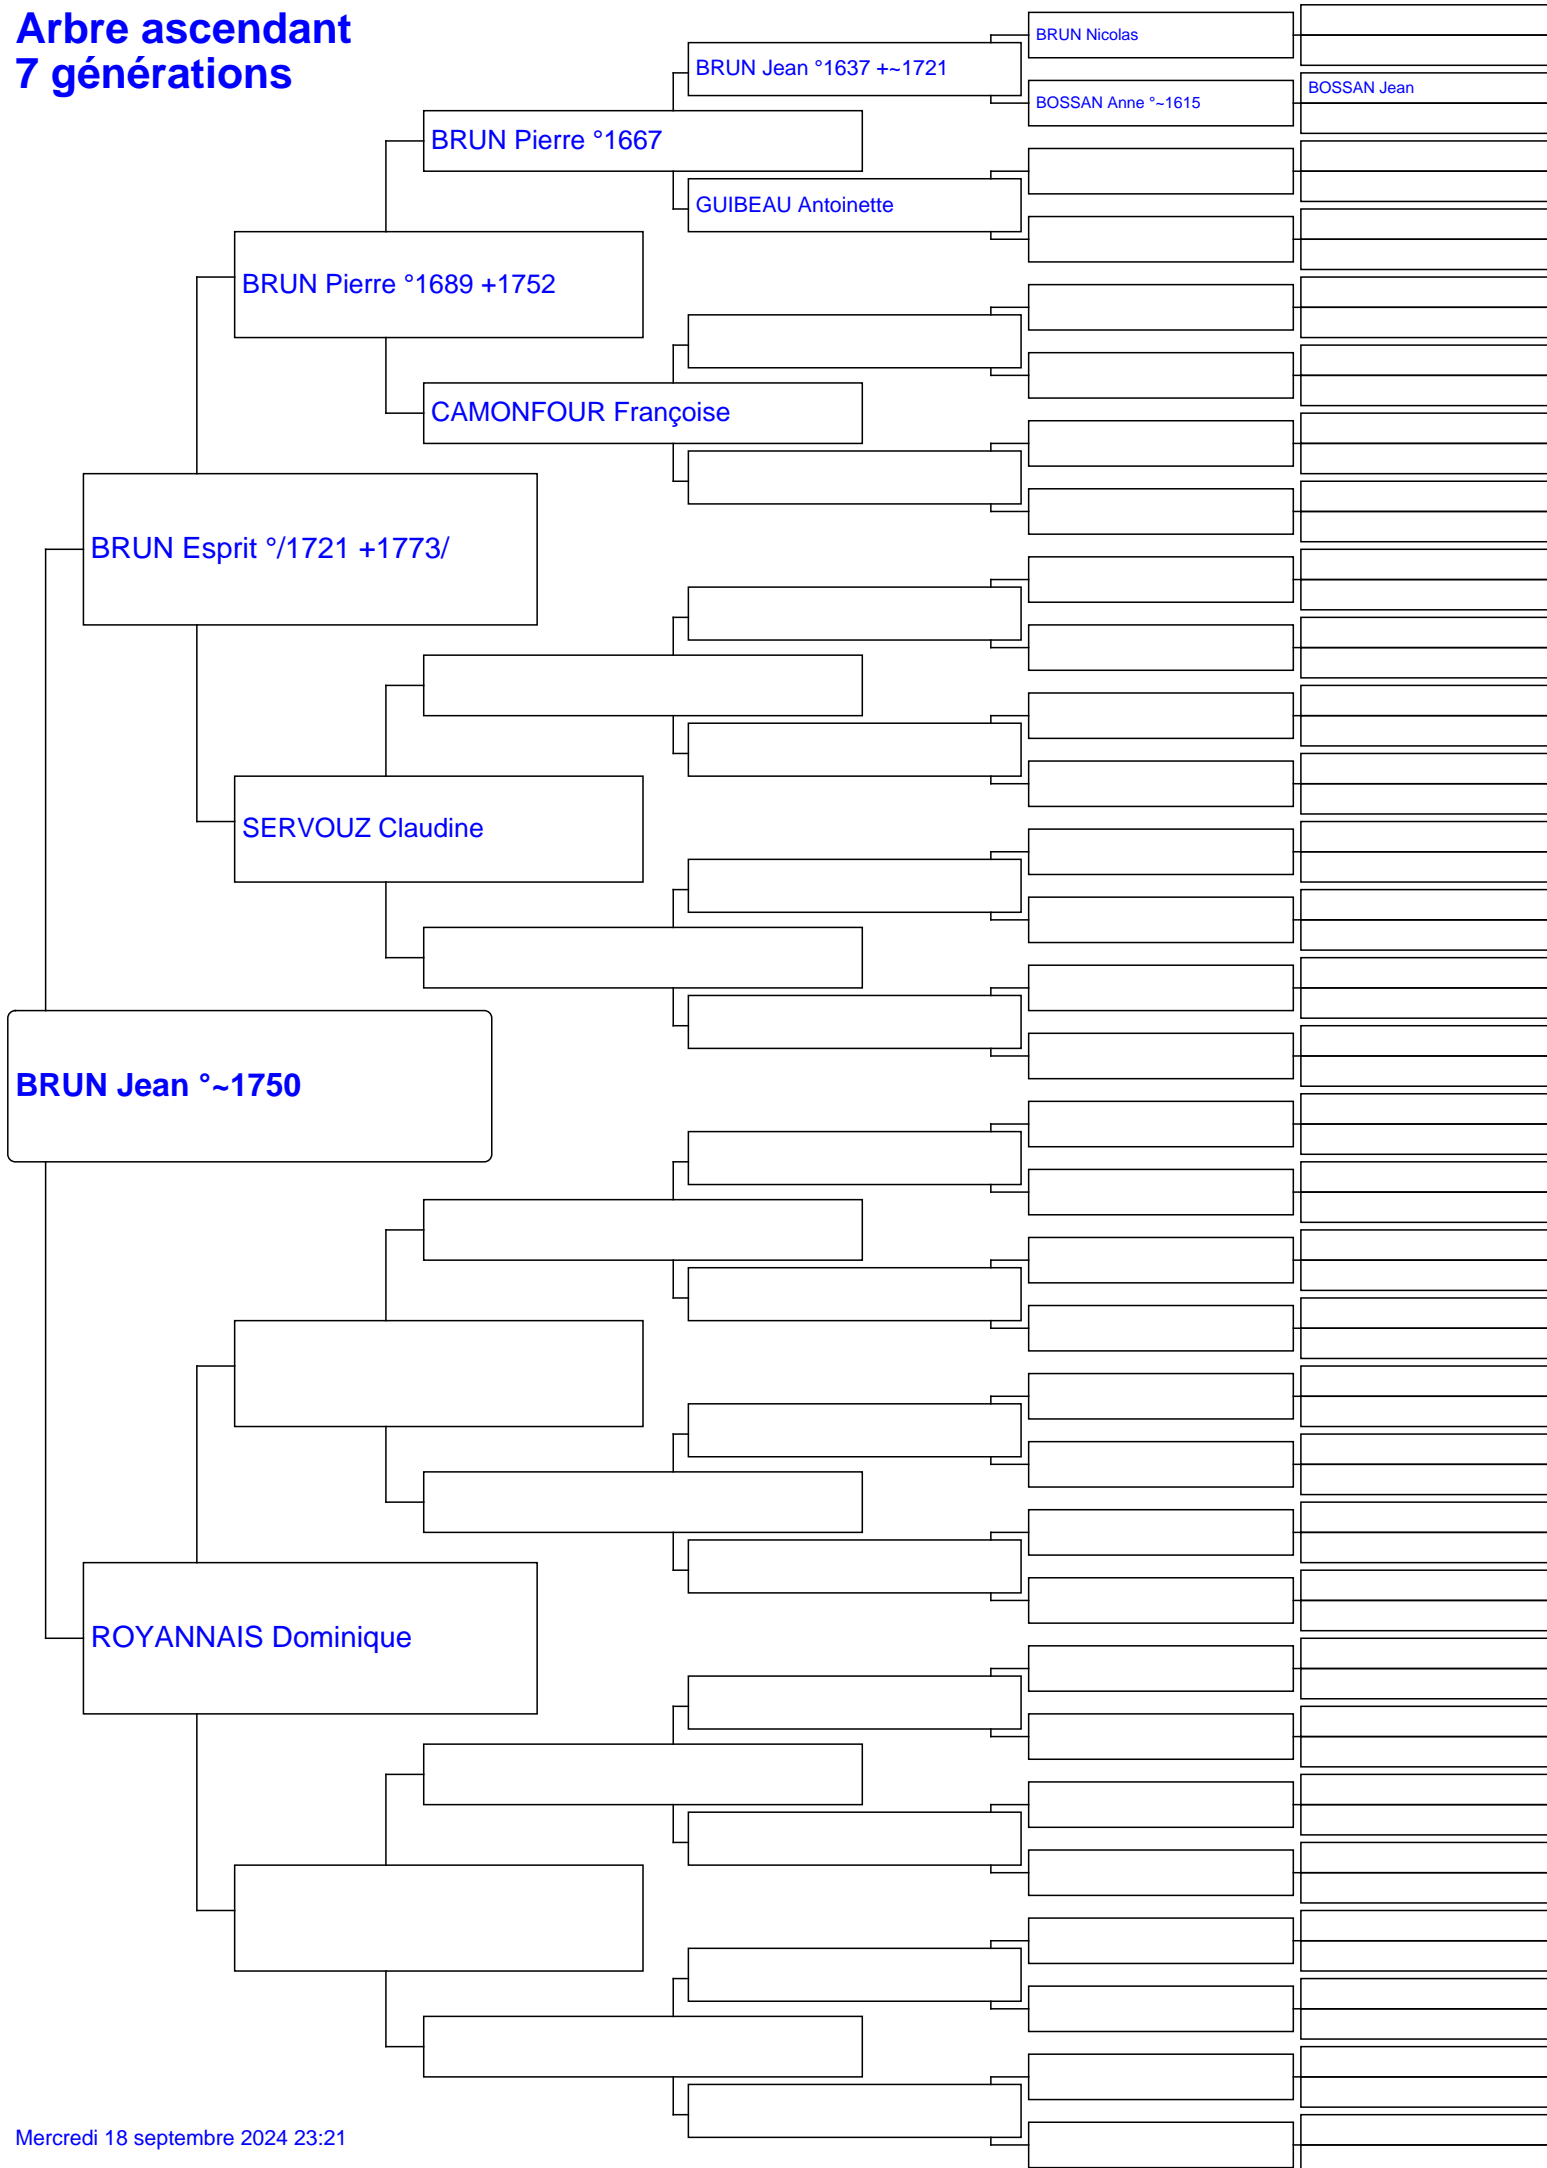 Arbre ascendant
7 générations
BRUN Nicolas
BRUN Jean °1637 +~1721
BOSSAN Jean
BOSSAN Anne °~1615
BRUN Pierre °1667
GUIBEAU Antoinette
BRUN Pierre °1689 +1752
CAMONFOUR Françoise
BRUN Esprit °/1721 +1773/
SERVOUZ Claudine
BRUN Jean °~1750
ROYANNAIS Dominique
Mercredi 18 septembre 2024 23:21